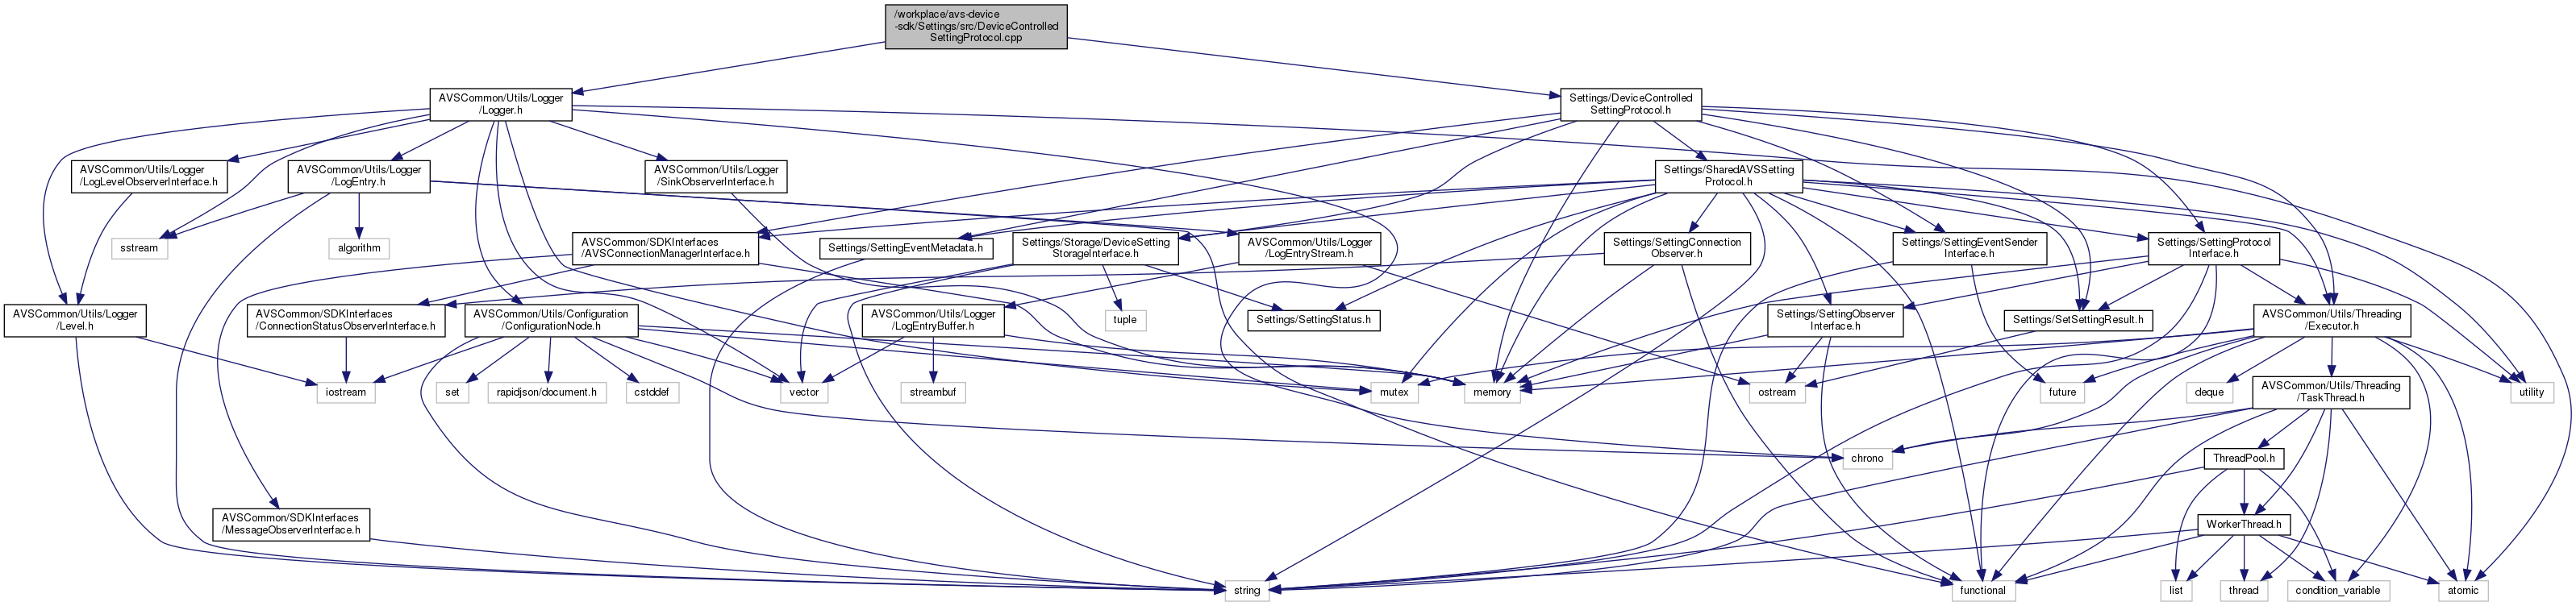 /workplace/avs-device
-sdk/Settings/src/DeviceControlled
SettingProtocol.cpp
AVSCommon/Utils/Logger
/Logger.h
Settings/DeviceControlled
SettingProtocol.h
AVSCommon/Utils/Logger
/LogLevelObserverInterface.h
AVSCommon/Utils/Logger
/LogEntry.h
AVSCommon/Utils/Logger
/SinkObserverInterface.h
Settings/SharedAVSSetting
Protocol.h
sstream
algorithm
AVSCommon/SDKInterfaces
/AVSConnectionManagerInterface.h
Settings/SettingEventMetadata.h
Settings/Storage/DeviceSetting
StorageInterface.h
AVSCommon/Utils/Logger
/LogEntryStream.h
Settings/SettingConnection
Observer.h
Settings/SettingEventSender
Interface.h
Settings/SettingProtocol
Interface.h
AVSCommon/Utils/Logger
/Level.h
AVSCommon/SDKInterfaces
/ConnectionStatusObserverInterface.h
AVSCommon/Utils/Configuration
/ConfigurationNode.h
AVSCommon/Utils/Logger
/LogEntryBuffer.h
tuple
Settings/SettingStatus.h
Settings/SettingObserver
Interface.h
Settings/SetSettingResult.h
AVSCommon/Utils/Threading
/Executor.h
iostream
set
rapidjson/document.h
cstddef
vector
streambuf
mutex
memory
ostream
future
deque
AVSCommon/Utils/Threading
/TaskThread.h
utility
chrono
ThreadPool.h
AVSCommon/SDKInterfaces
/MessageObserverInterface.h
WorkerThread.h
string
functional
list
thread
condition_variable
atomic